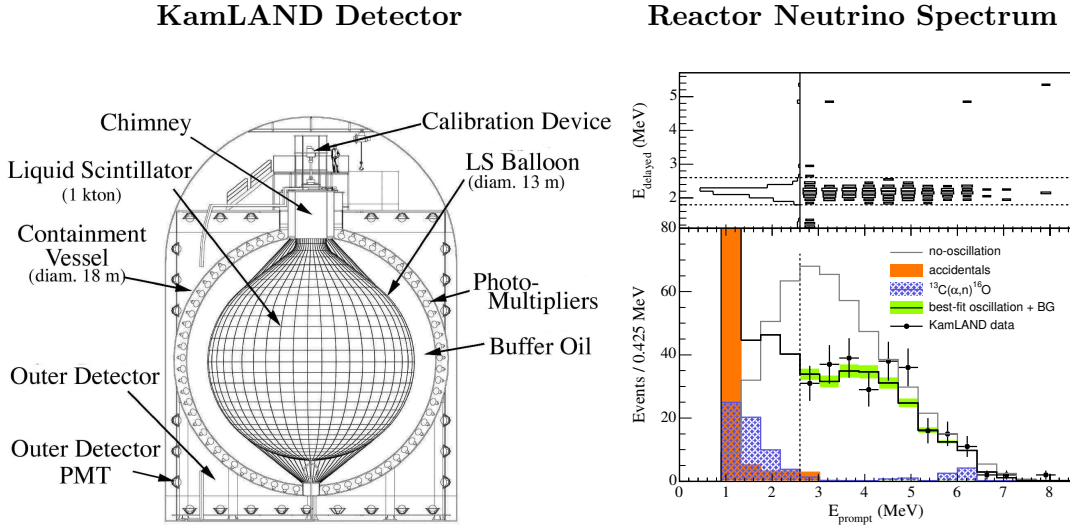 KamLAND Detector
Chimney
Calibration Device
Liquid Scintillator
(1 kton)
LS Balloon
(diam. 13 m)
Containment
Vessel
(diam. 18 m)
Photo-
Multipliers
Buffer Oil
Outer Detector
Outer Detector
PMT
Reactor Neutrino Spectrum
E_delayed (MeV)
5
4
3
2
80
60
40
20
0
Events / 0.425 MeV
no-oscillation
accidentals
¹³C(α,n)¹⁶O
best-fit oscillation + BG
KamLAND data
0 1 2 3 4 5 6 7 8
E_prompt (MeV)